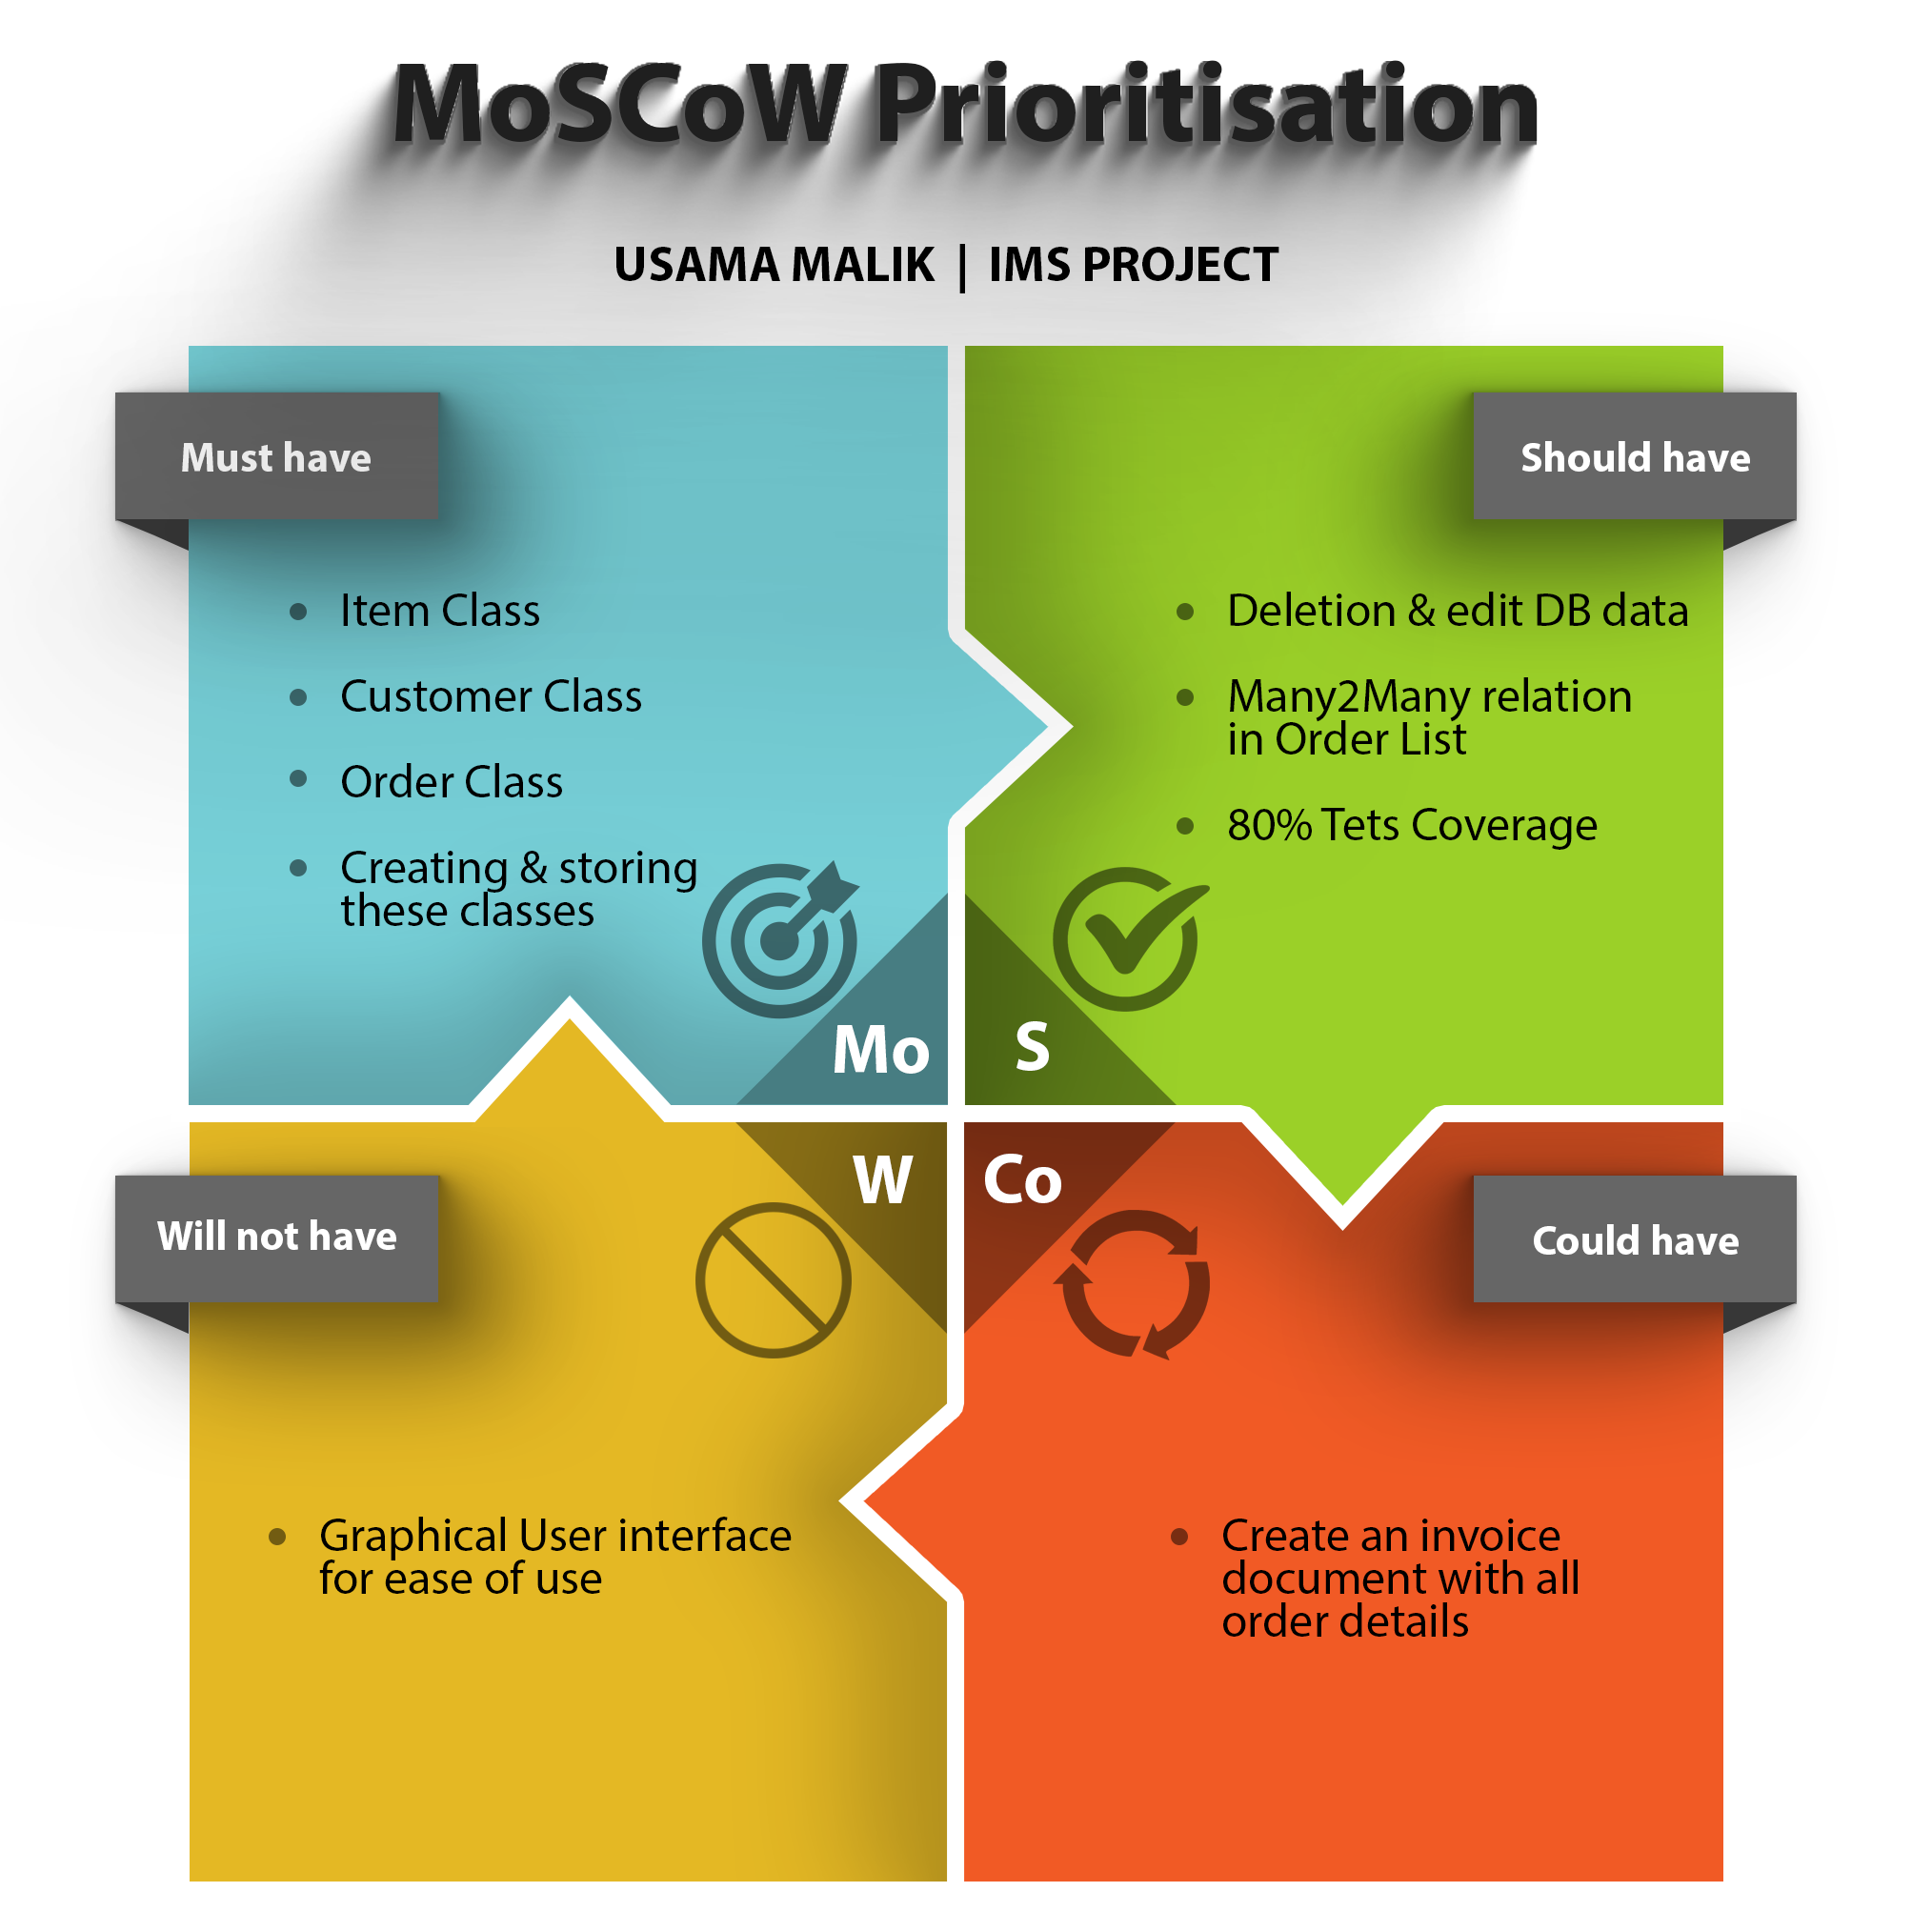 MoSCoW Prioritisation
USAMA MALIK | IMS PROJECT
Must have
• Item Class
• Customer Class
• Order Class
• Creating & storing
these classes
Mo
Should have
• Deletion & edit DB data
• Many2Many relation
in Order List
• 80% Tets Coverage
S
Will not have
W
• Graphical User interface
for ease of use
Co
Could have
• Create an invoice
document with all
order details